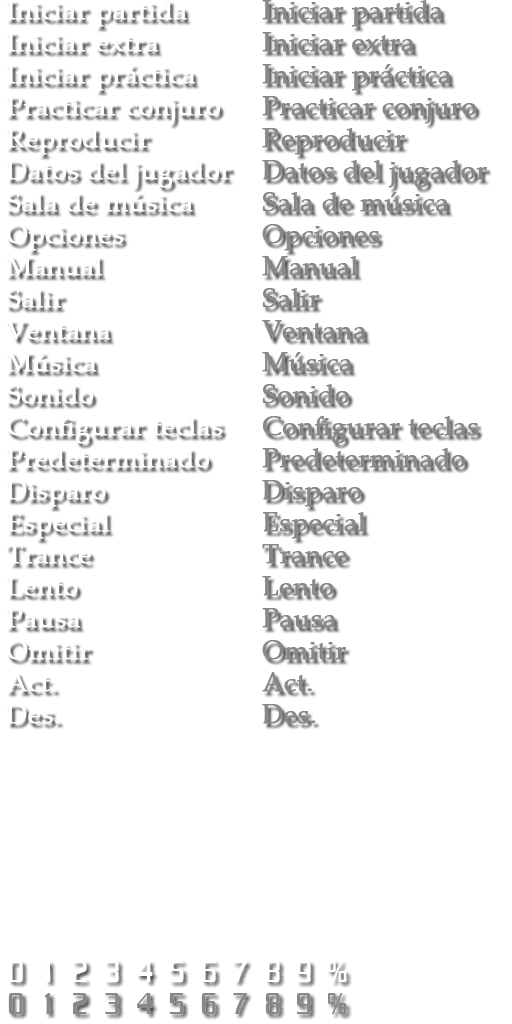 Iniciar partida Iniciar partida
Iniciar extra Iniciar extra
Iniciar práctica Iniciar práctica
Practicar conjuro Practicar conjuro
Reproducir Reproducir
Datos del jugador Datos del jugador
Sala de música Sala de música
Opciones Opciones
Manual Manual
Salir Salir
Ventana Ventana
Música Música
Sonido Sonido
Configurar teclas Configurar teclas
Predeterminado Predeterminado
Disparo Disparo
Especial Especial
Trance Trance
Lento Lento
Pausa Pausa
Omitir Omitir
Act. Act.
Des. Des.
0 1 2 3 4 5 6 7 8 9 %
0 1 2 3 4 5 6 7 8 9 %